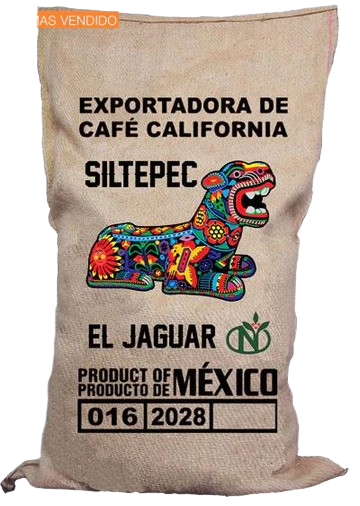 MAS VENDIDO
EXPORTADORA DE
CAFÉ CALIFORNIA
SILTEPEC
EL JAGUAR
N
PRODUCT OF
PRODUCTO DE
MÉXICO
016 2028